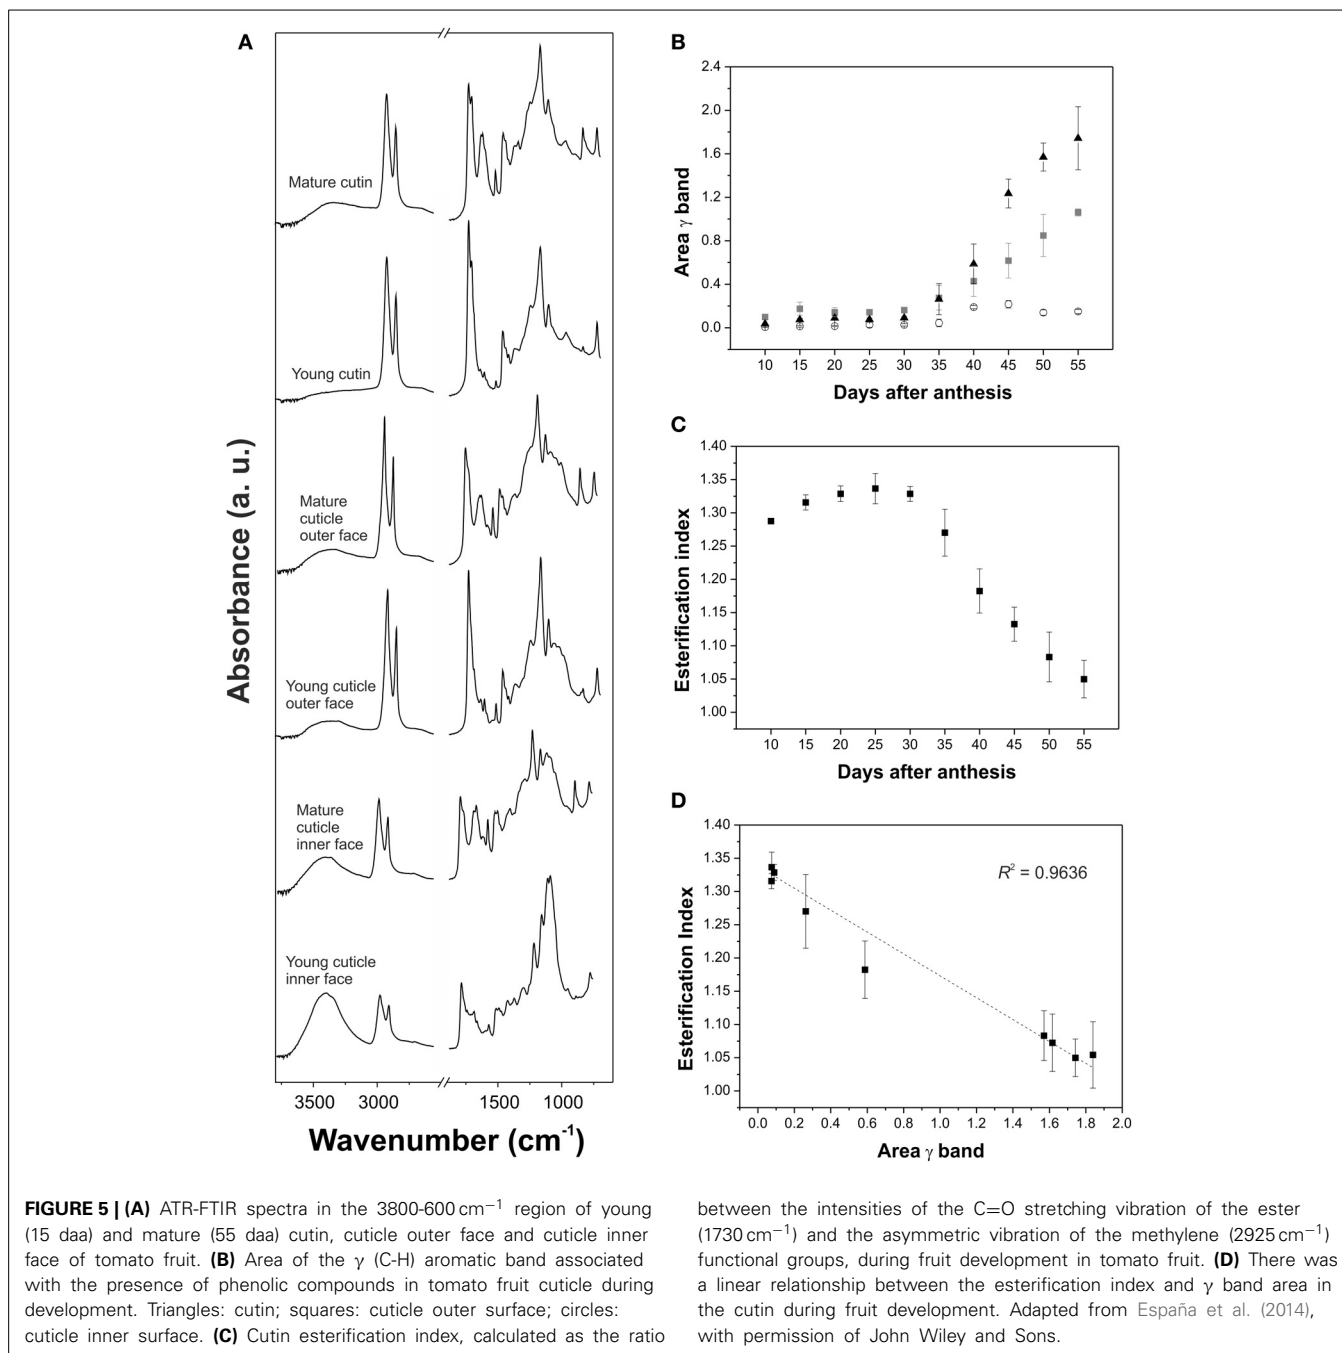 A
Mature cutin
Young cutin
Mature
cuticle
outer face
Young cuticle
outer face
Mature
cuticle
inner face
Young cuticle
inner face
Absorbance (a. u.)
3500 3000 1500 1000
Wavenumber (cm⁻¹)
B
2.4
2.0
1.6
1.2
0.8
0.4
0.0
Area γ band
10 15 20 25 30 35 40 45 50 55
Days after anthesis
C
1.40
1.35
1.30
1.25
1.20
1.15
1.10
1.05
1.00
Esterification index
10 15 20 25 30 35 40 45 50 55
Days after anthesis
D
1.40
1.35
1.30
1.25
1.20
1.15
1.10
1.05
1.00
Esterification Index
R² = 0.9636
0.0 0.2 0.4 0.6 0.8 1.0 1.2 1.4 1.6 1.8 2.0
Area γ band
FIGURE 5 | (A) ATR-FTIR spectra in the 3800-600 cm⁻¹ region of young
(15 daa) and mature (55 daa) cutin, cuticle outer face and cuticle inner
face of tomato fruit. (B) Area of the γ (C-H) aromatic band associated
with the presence of phenolic compounds in tomato fruit cuticle during
development. Triangles: cutin; squares: cuticle outer surface; circles:
cuticle inner surface. (C) Cutin esterification index, calculated as the ratio
between the intensities of the C=O stretching vibration of the ester
(1730 cm⁻¹) and the asymmetric vibration of the methylene (2925 cm⁻¹)
functional groups, during fruit development in tomato fruit. (D) There was
a linear relationship between the esterification index and γ band area in
the cutin during fruit development. Adapted from España et al. (2014),
with permission of John Wiley and Sons.